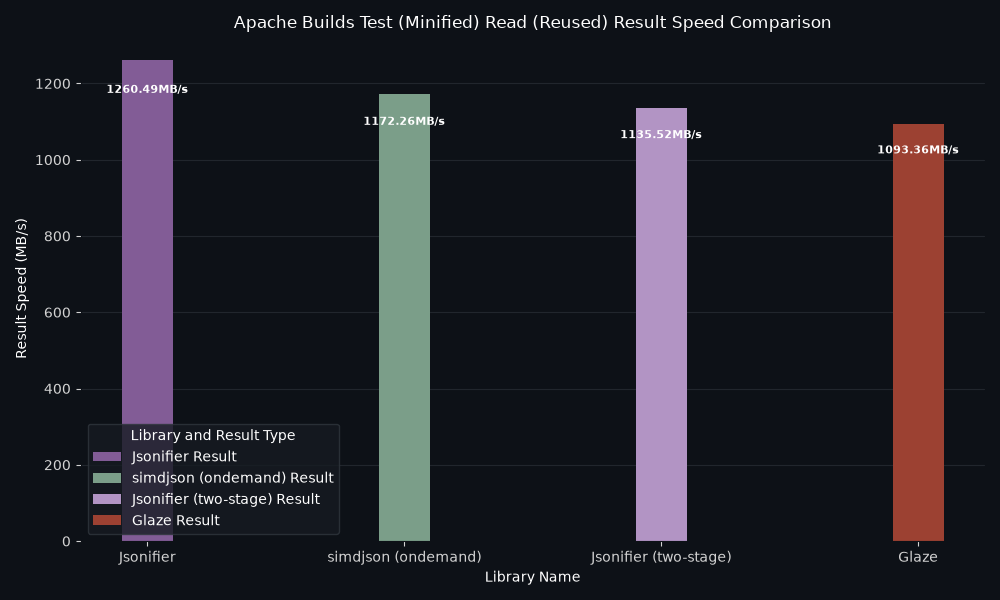 Apache Builds Test (Minified) Read (Reused) Result Speed Comparison
Result Speed (MB/s)
1200
1000
800
600
400
200
0
1260.49MB/s
1172.26MB/s
1135.52MB/s
1093.36MB/s
Library and Result Type
Jsonifier Result
simdjson (ondemand) Result
Jsonifier (two-stage) Result
Glaze Result
Jsonifier
simdjson (ondemand)
Jsonifier (two-stage)
Glaze
Library Name